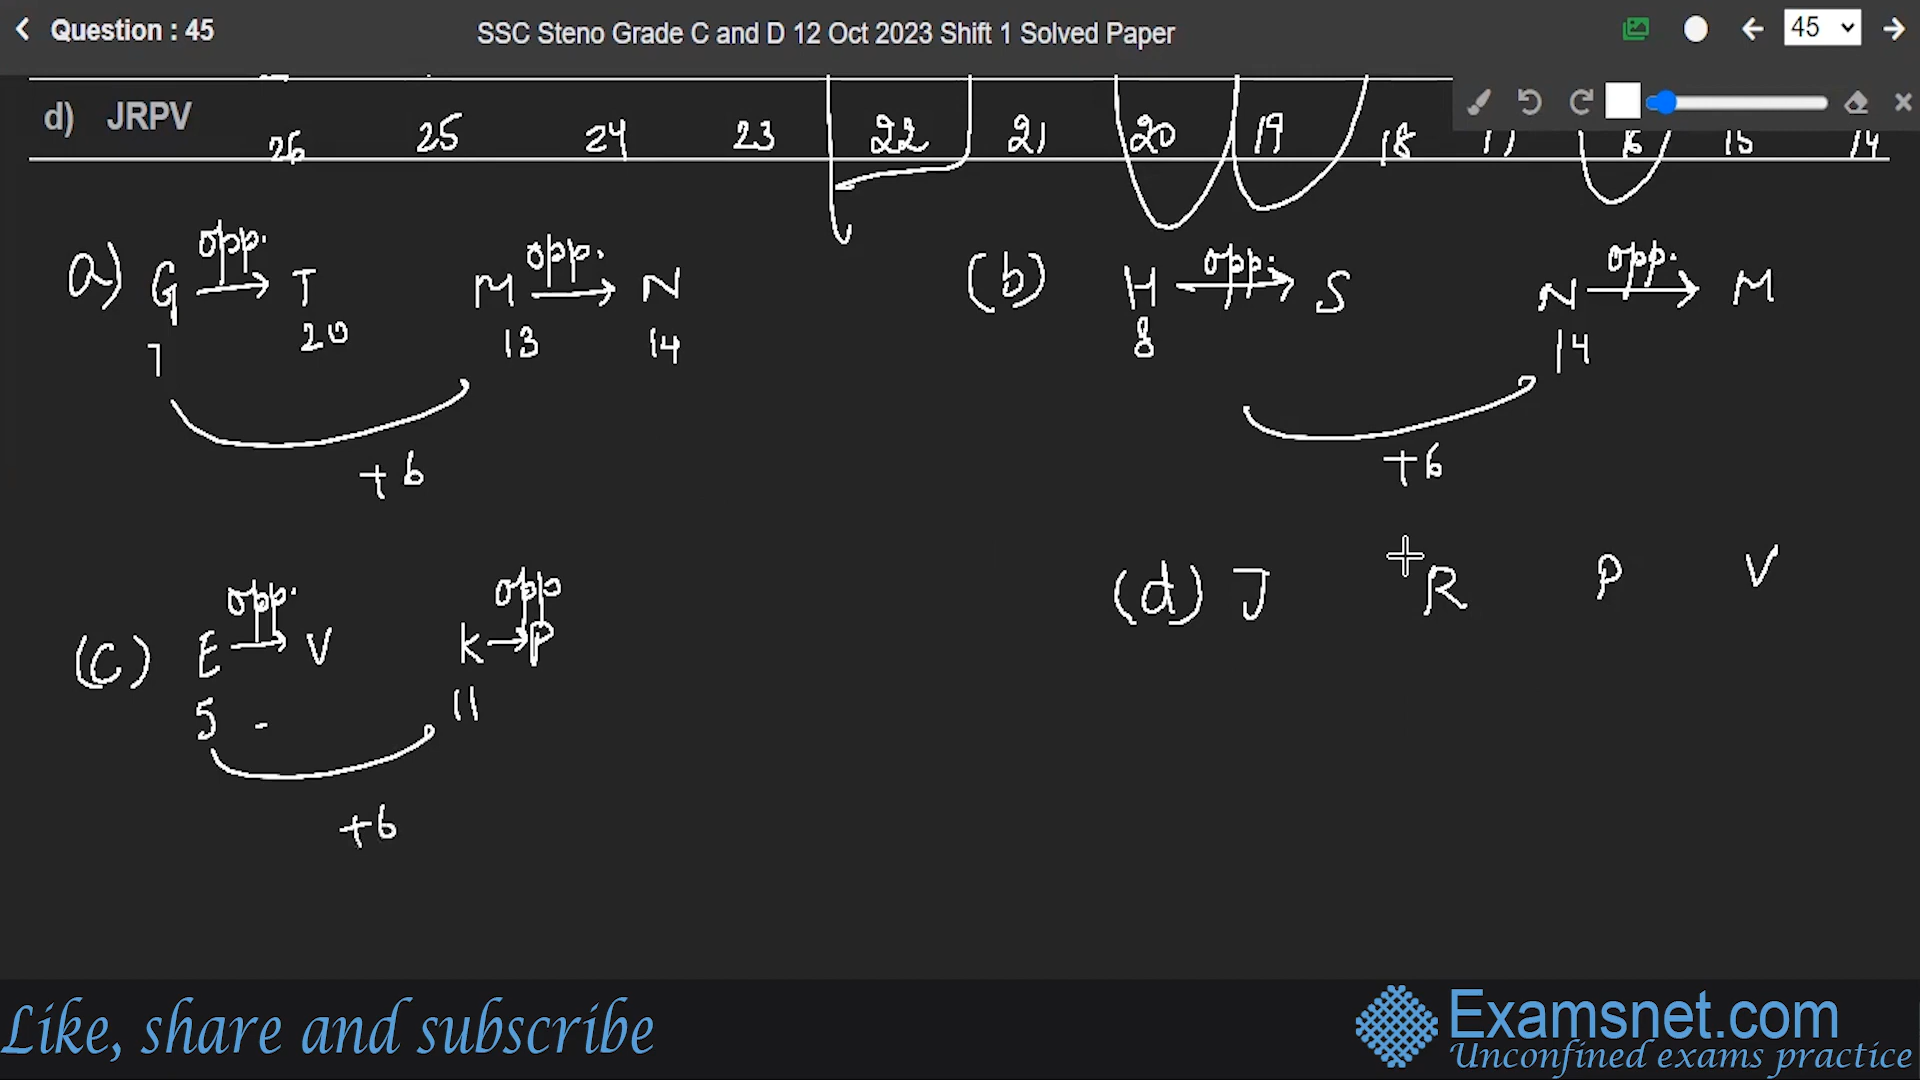 Question : 45
SSC Steno Grade C and D 12 Oct 2023 Shift 1 Solved Paper
45
d) JRPV
26 25 24 23 22 21 20 19 18 17 16 15 14
a) G opp. T M opp. N
7 20 13 14
+6
(b) H opp. S N opp. M
8 14
+6
(c) E opp. V K opp P
5 - 11
+6
(d) J R P V
Like, share and subscribe
Examsnet.com
Unconfined exams practice